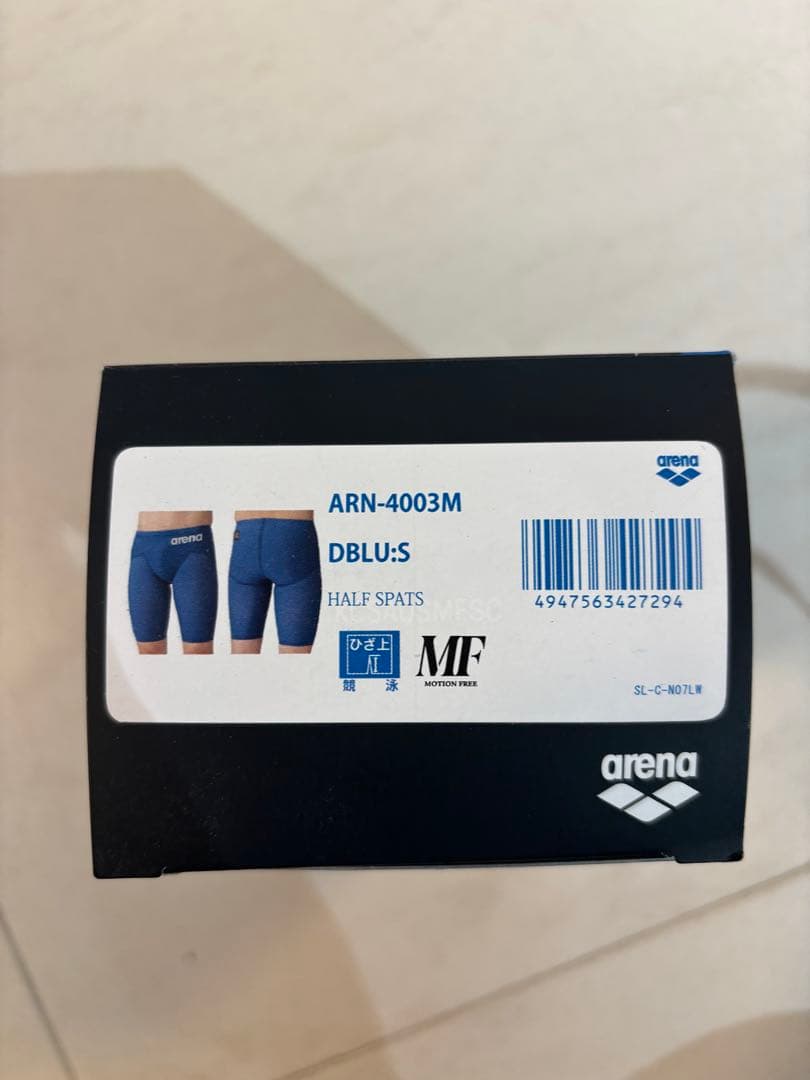 arena
arena
ARN-4003M
DBLU:S
HALF SPATS
4947563427294
ひざ上
競泳
MF
MOTION FREE
SL-C-N07LW
arena